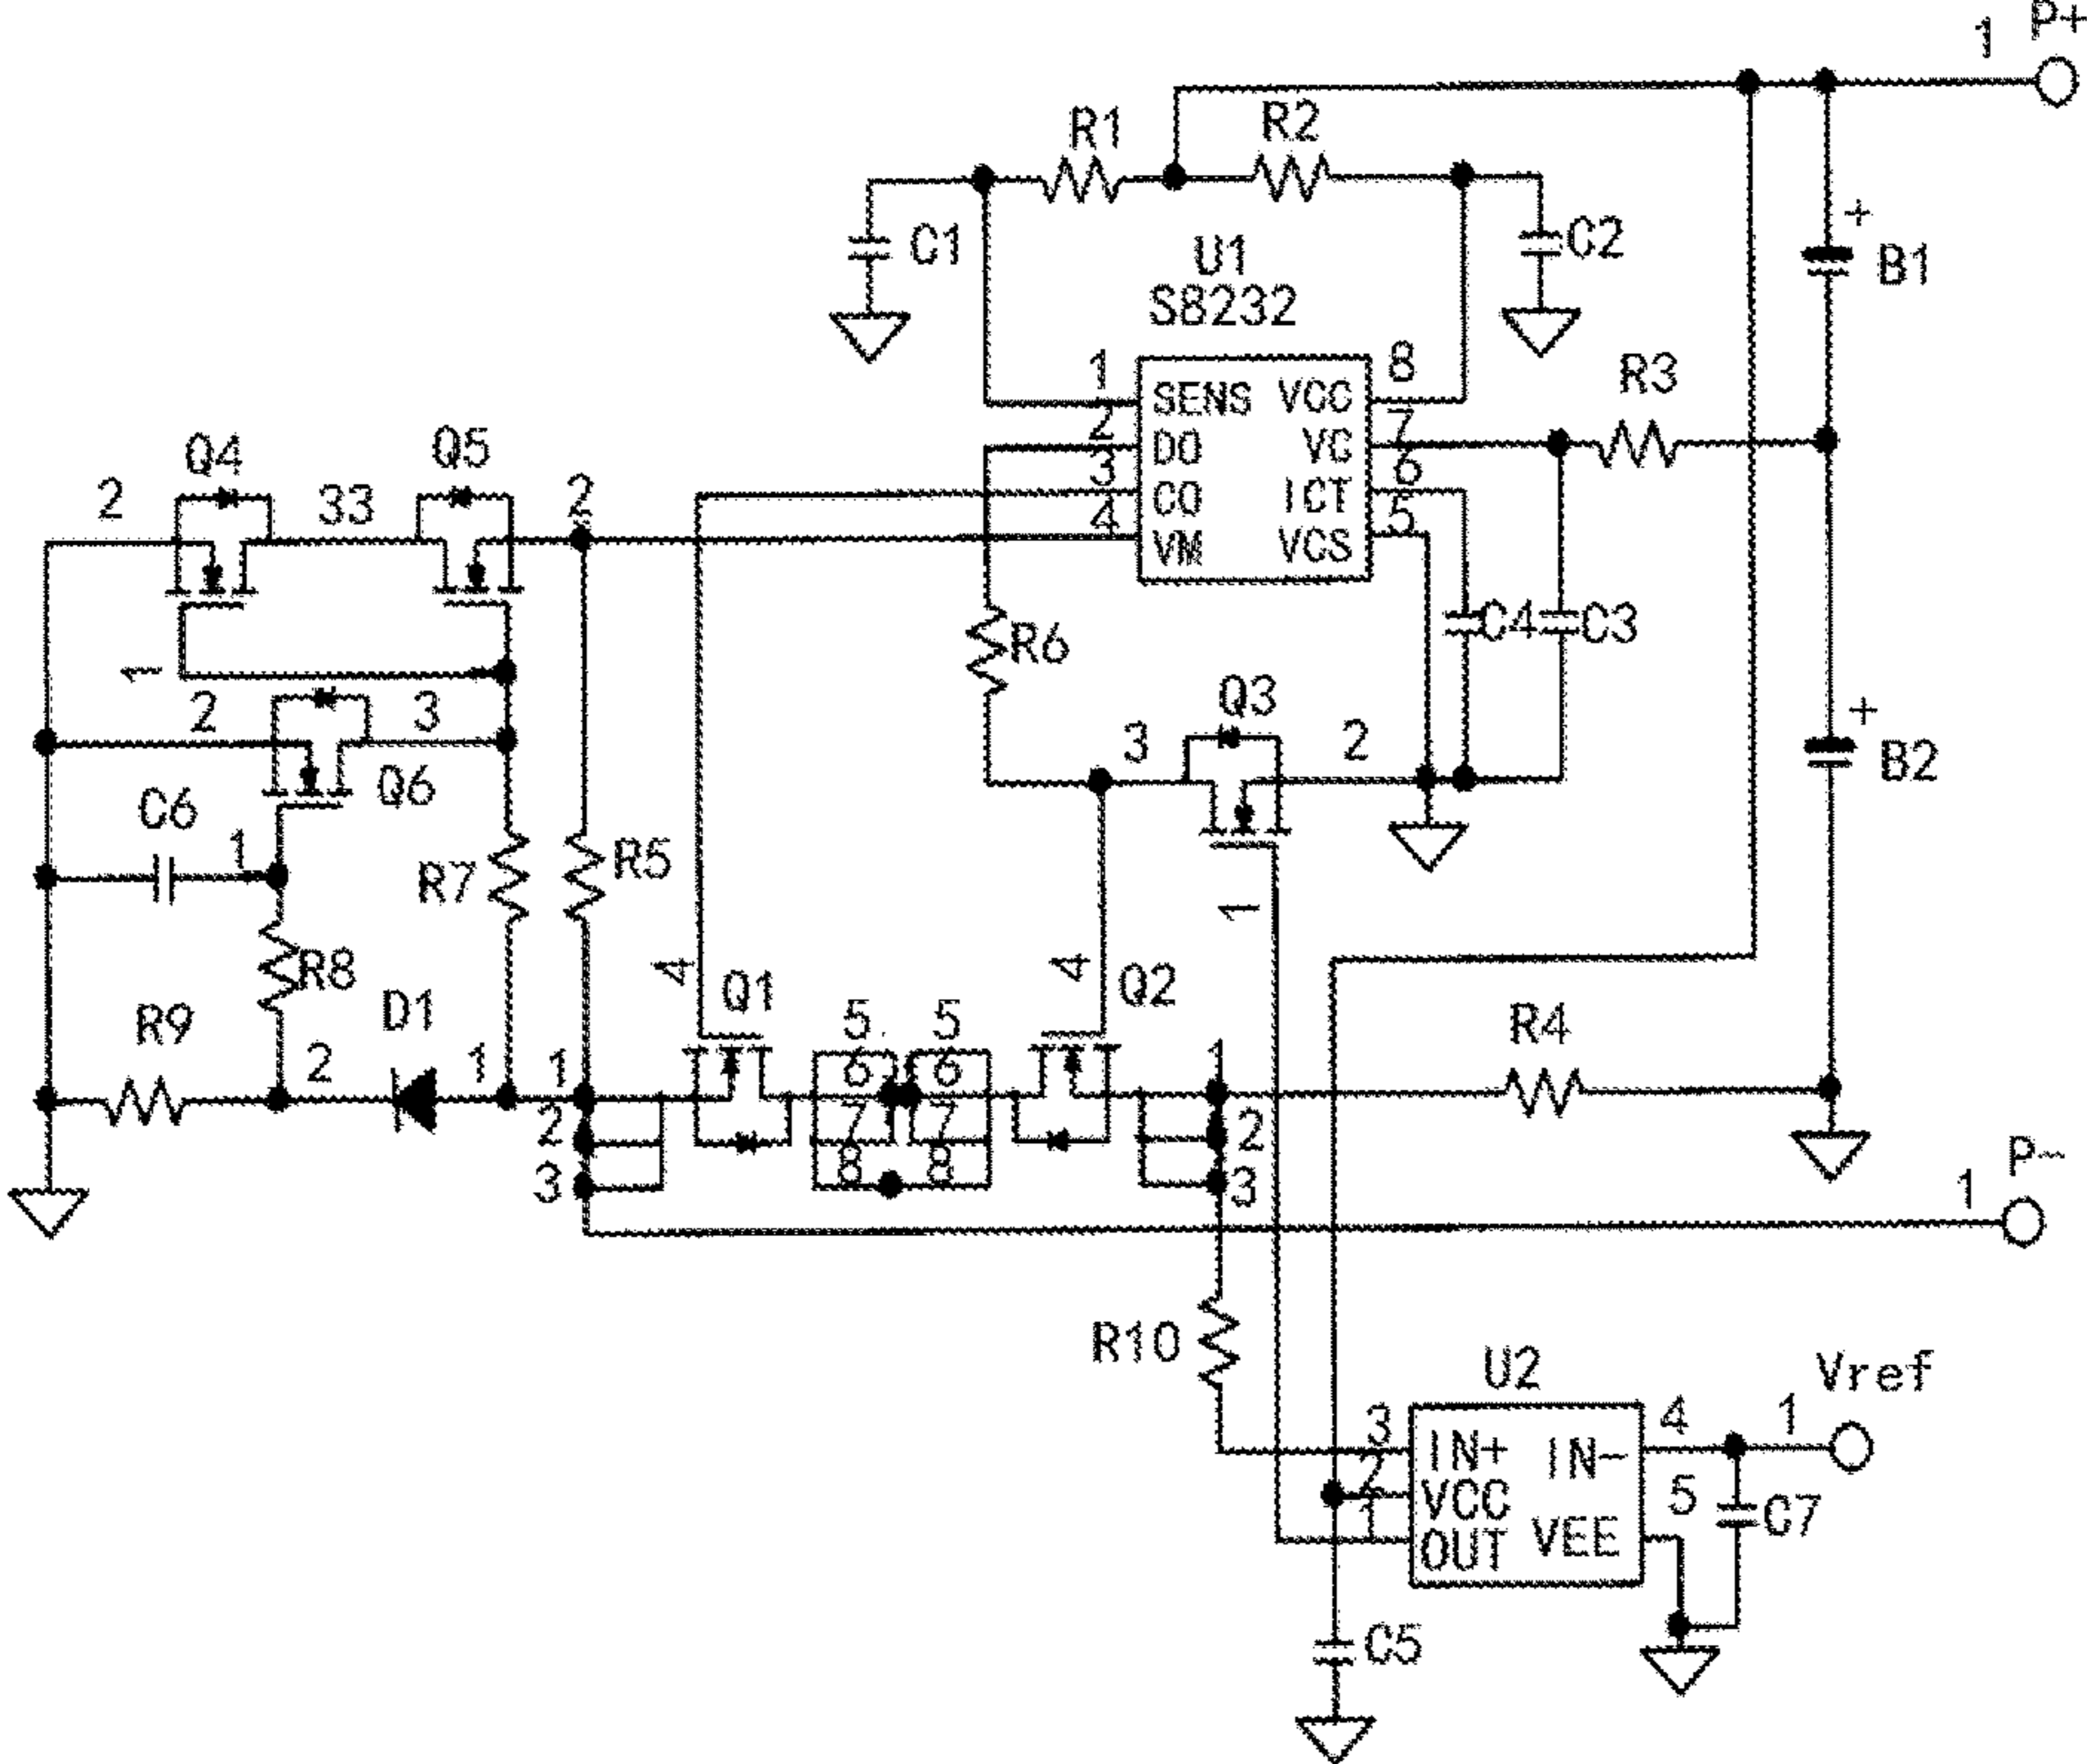 P+
1
R1
R2
C1
U1
S8232
C2
+
B1
1
SENS
VCC
8
R3
2
DO
VC
7
3
CO
ICT
6
4
VM
VCS
5
Q4
Q5
2
33
2
1
R6
C4
C3
2
3
Q6
Q3
3
2
+
B2
C6
1
R7
R5
1
R8
4
Q1
4
Q2
R9
D1
2
1
1
2
3
5
6
7
8
5
6
7
8
1
2
3
R4
P-
1
R10
U2
Vref
3
IN+
IN-
4
1
2
VCC
5
C7
1
OUT
VEE
C5